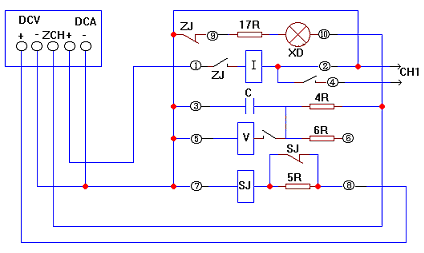 DCV DCA
+ - ZCH + -
ZJ ⑨ 17R ⑩
XD
① ZJ I ② CH1
④
③ C 4R
⑤ V 6R ⑥
SJ
⑦ SJ 5R ⑧